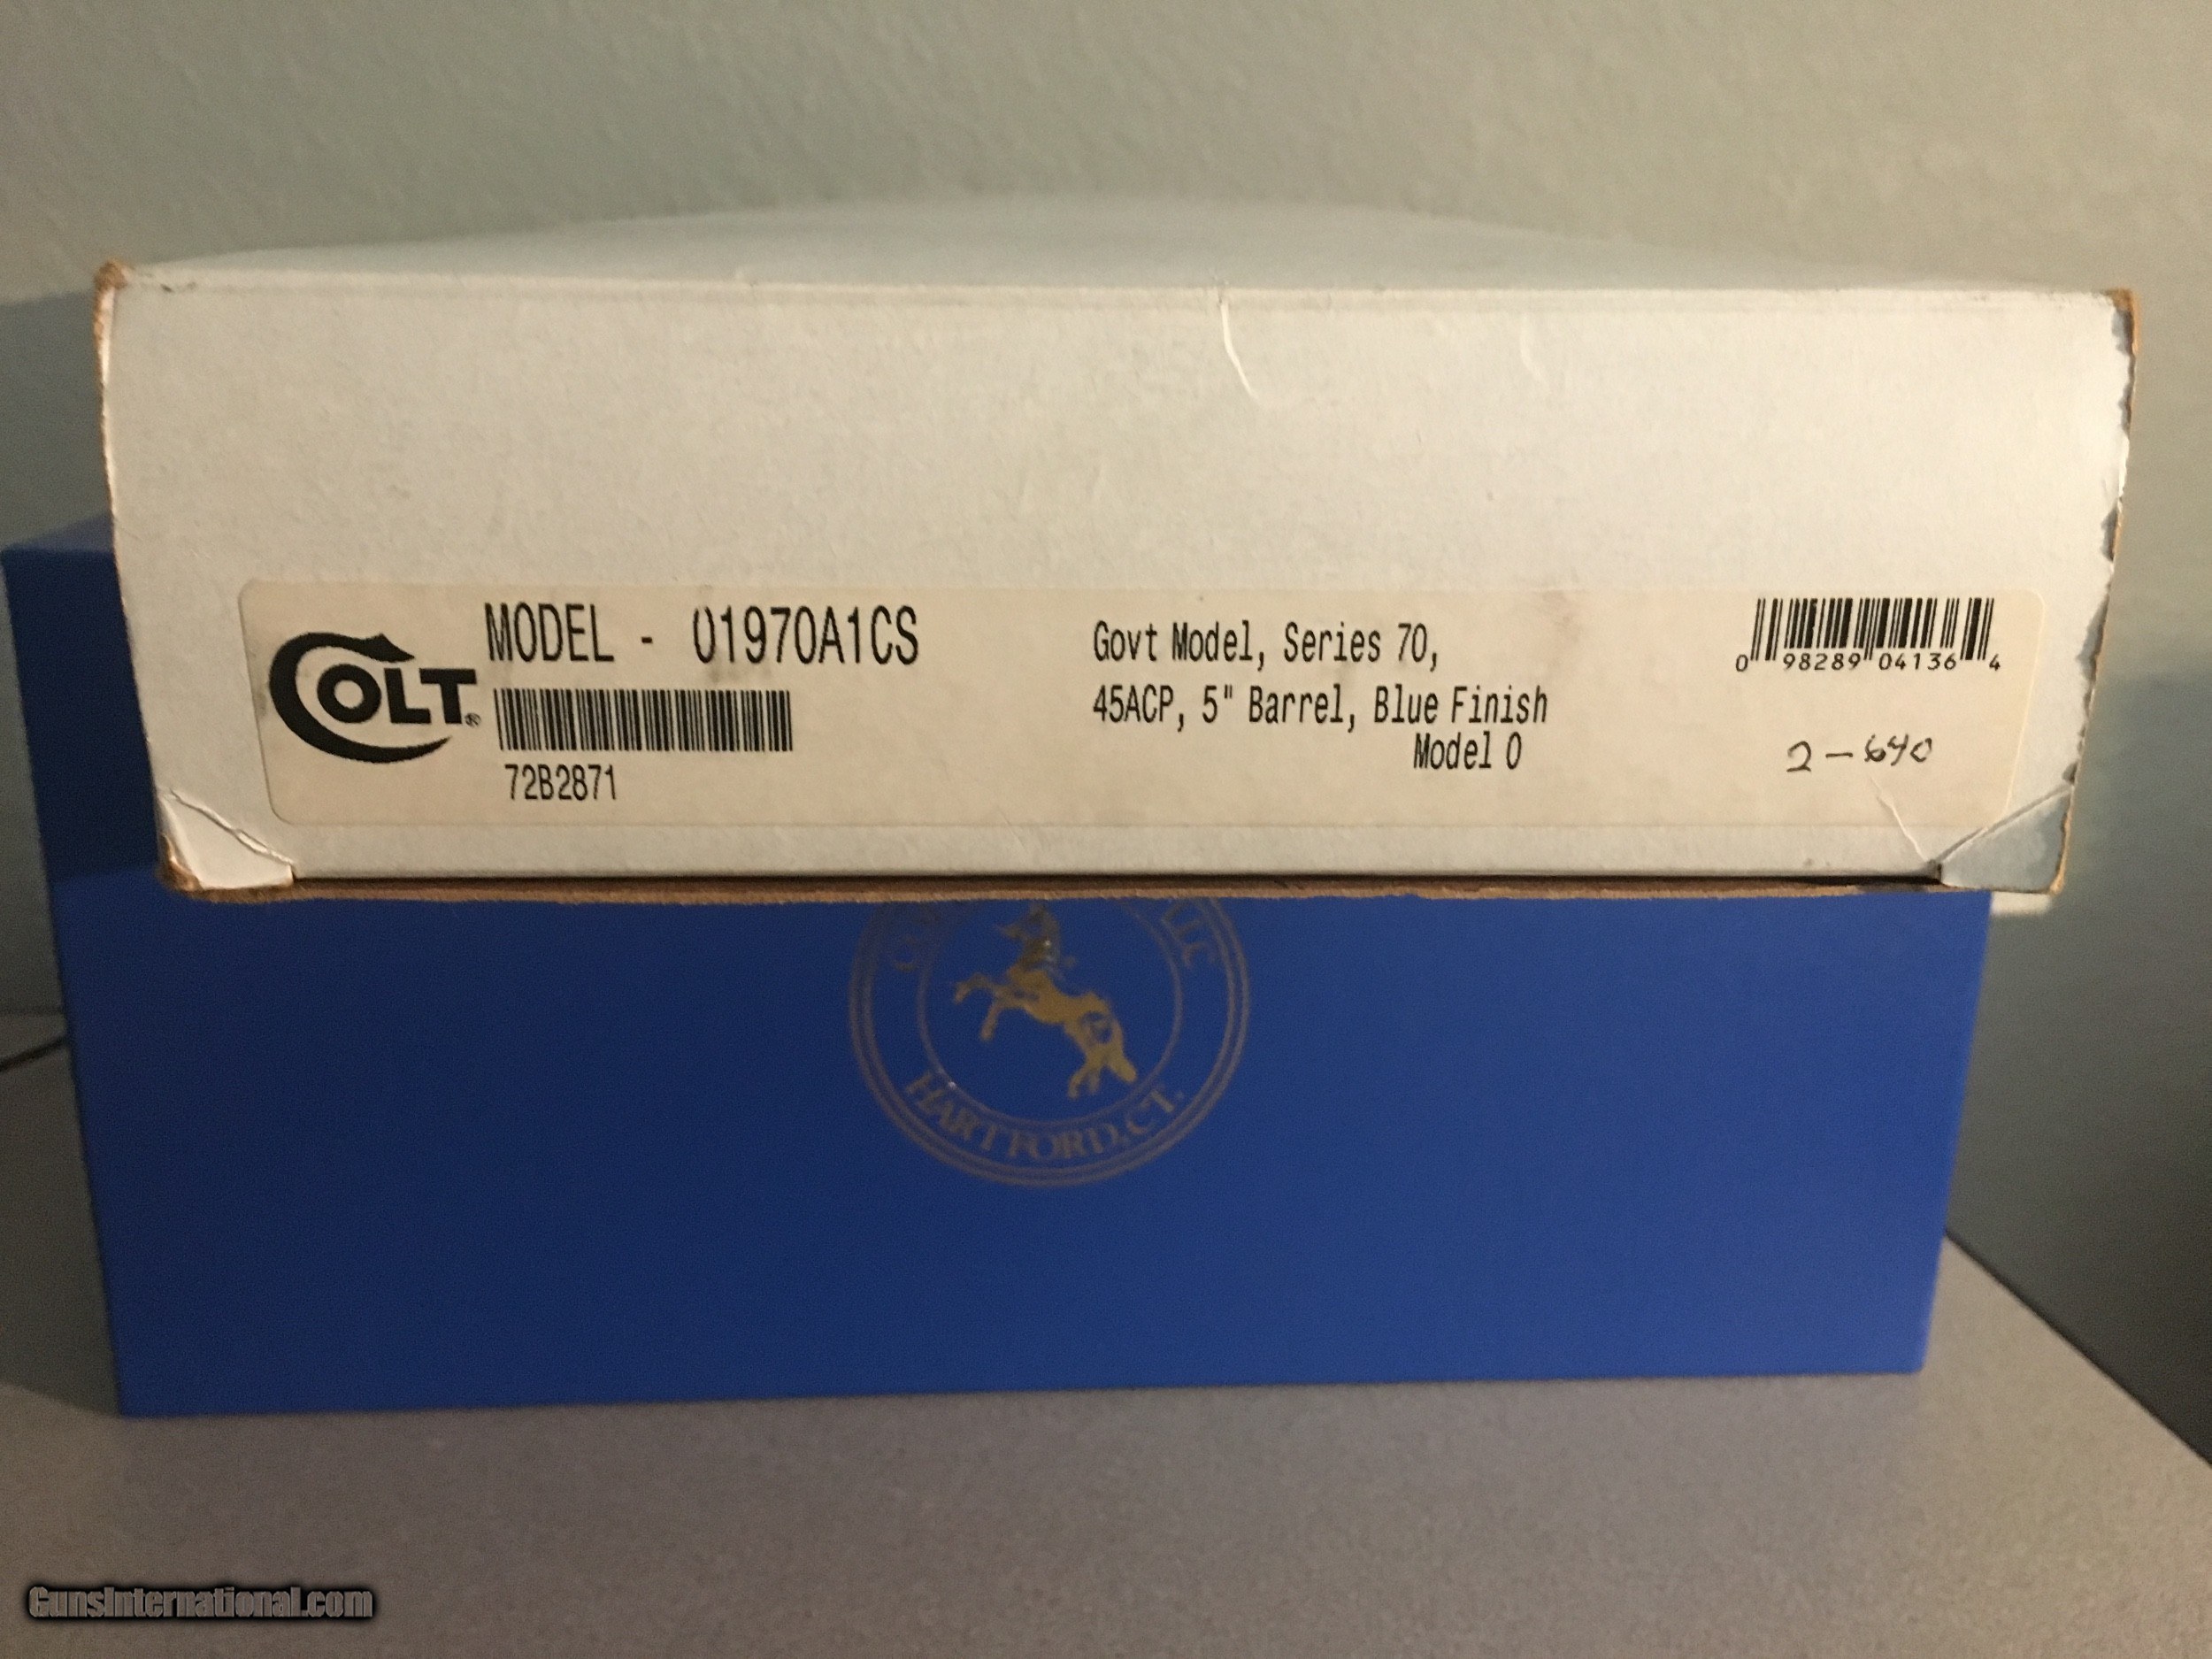 COLT®
MODEL - 01970A1CS
72B2871
Govt Model, Series 70,
45ACP, 5" Barrel, Blue Finish
Model O
0 98289 04136 4
2-640
LLC
HARTFORD, CT.
GunsInternational.com